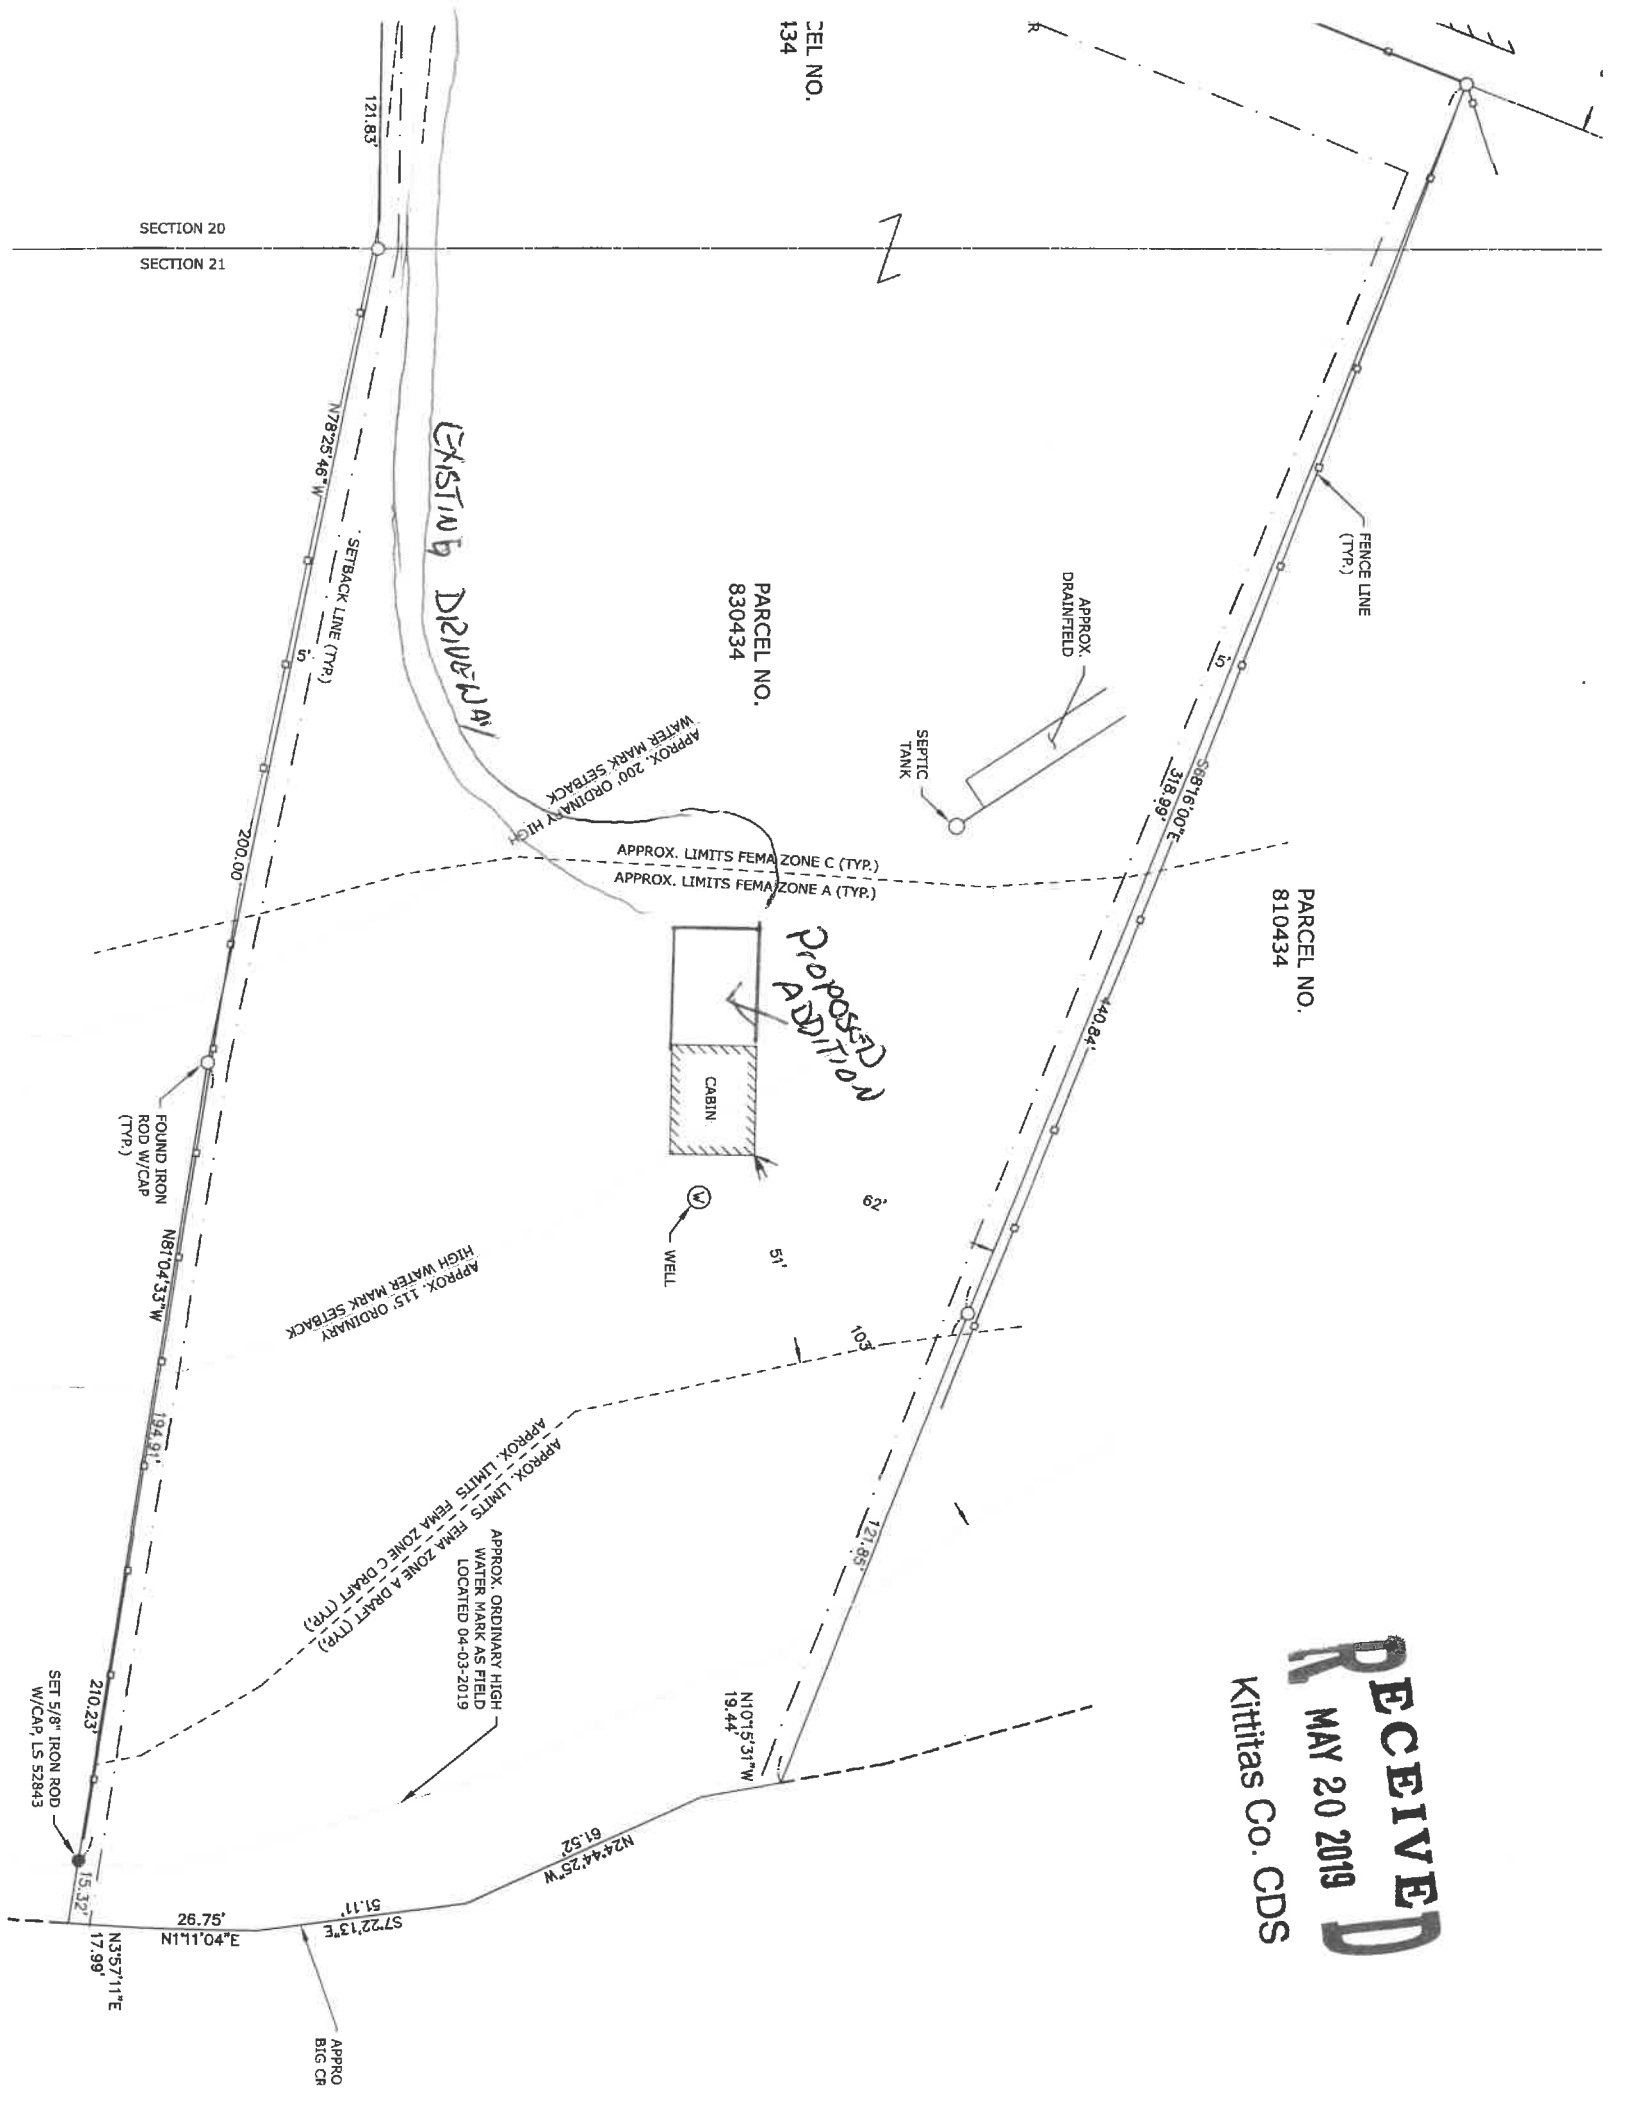 RECEIVED
MAY 20 2019
Kittitas Co. CDS
CEL NO.
434
R
121.83'
SECTION 20
SECTION 21
N78°25'46"W
SETBACK LINE (TYP.)
5'
200.00
EXISTING DRIVEWAY
PARCEL NO.
830434
APPROX.
DRAINFIELD
SEPTIC
TANK
FENCE LINE
(TYP.)
5'
S68°16'00"E
318.99'
PARCEL NO.
810434
440.84'
APPROX. 200' ORDINARY HIGH
WATER MARK SETBACK
APPROX. LIMITS FEMA ZONE C (TYP.)
APPROX. LIMITS FEMA ZONE A (TYP.)
PROPOSED
ADDITION
CABIN
W
WELL
62'
51'
103'
FOUND IRON
ROD W/CAP
(TYP.)
N81°04'33"W
194.91'
APPROX. 115' ORDINARY
HIGH WATER MARK SETBACK
APPROX. LIMITS FEMA ZONE C DRAFT (TYP.)
APPROX. LIMITS FEMA ZONE A DRAFT (TYP.)
APPROX. ORDINARY HIGH
WATER MARK AS FIELD
LOCATED 04-03-2019
121.85'
N10°15'31"W
19.44'
N24°44'25"W
61.52'
S7°22'13"E
51.11'
26.75'
N1°11'04"E
N3°57'11"E
17.99'
15.32'
210.23'
SET 5/8" IRON ROD
W/CAP, LS 52843
APPRO
BIG CR